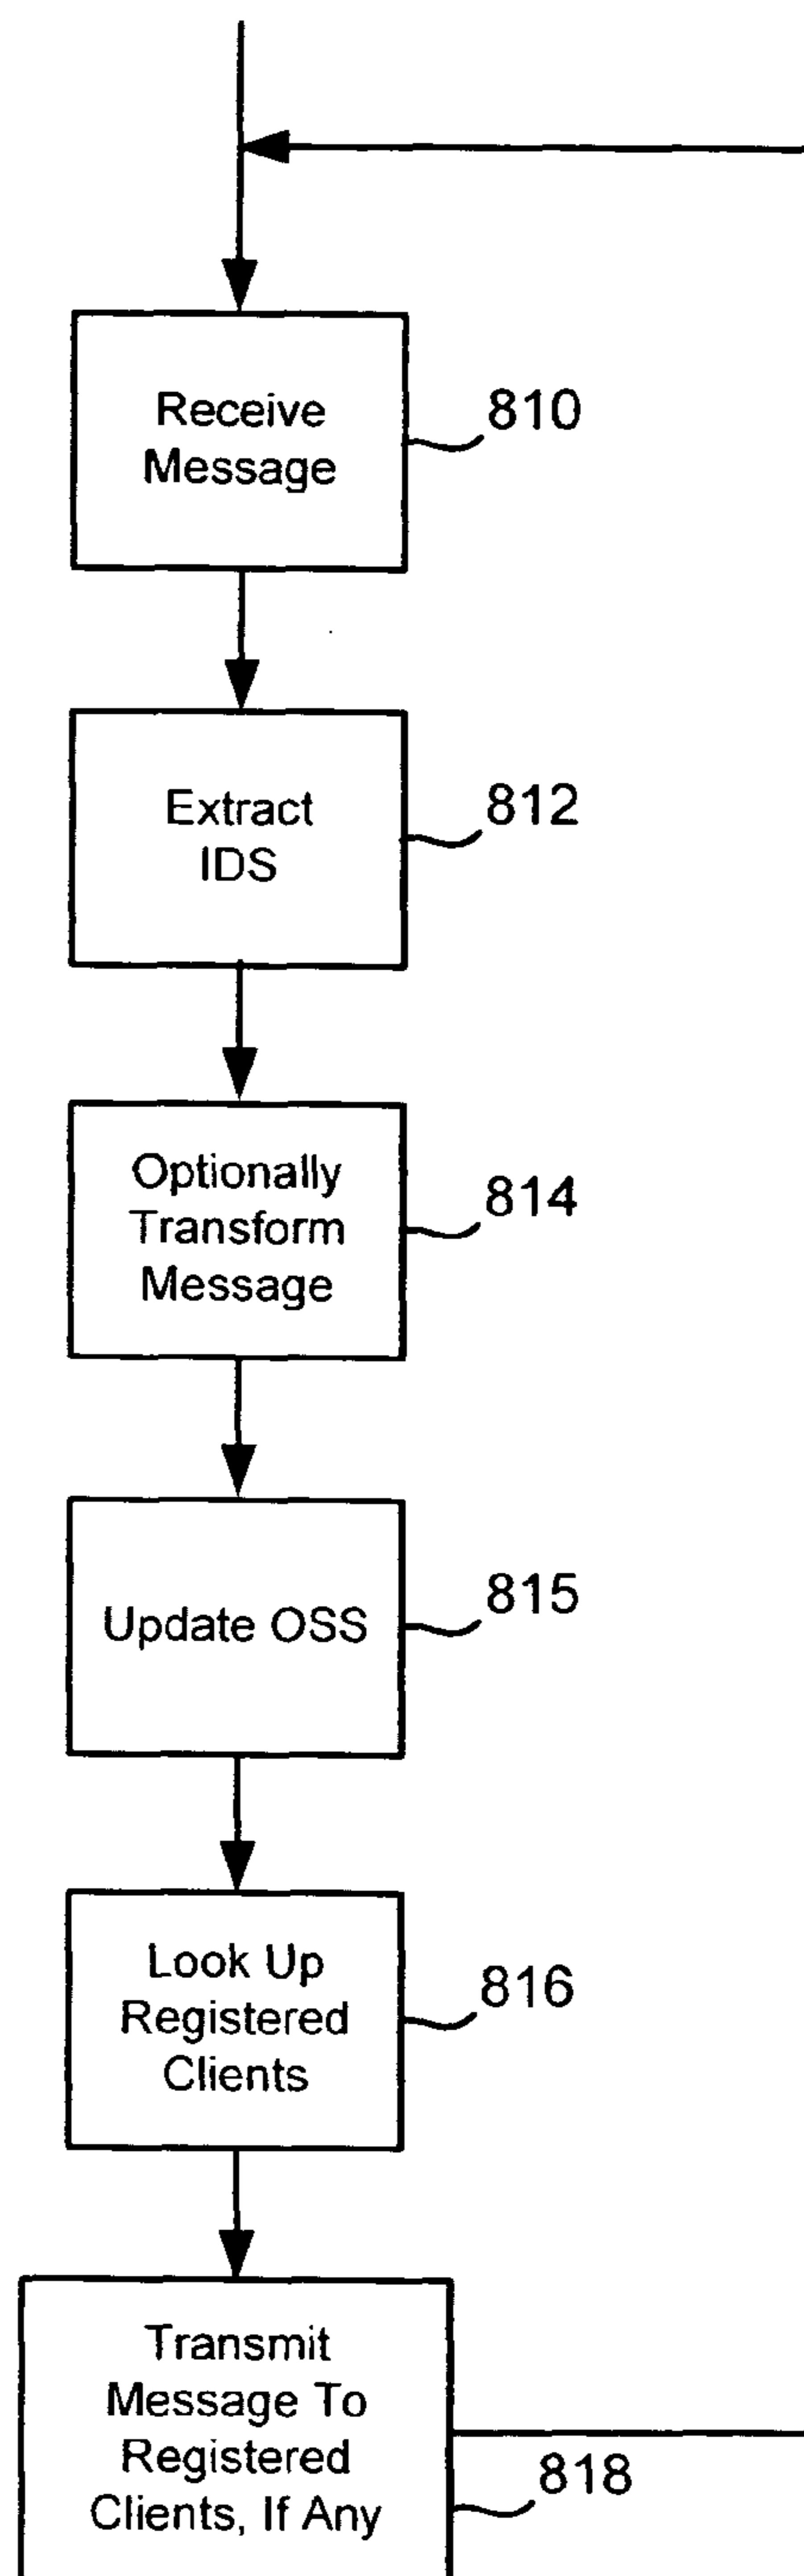 Receive
Message
810
Extract
IDS
812
Optionally
Transform
Message
814
Update OSS
815
Look Up
Registered
Clients
816
Transmit
Message To
Registered
Clients, If Any
818